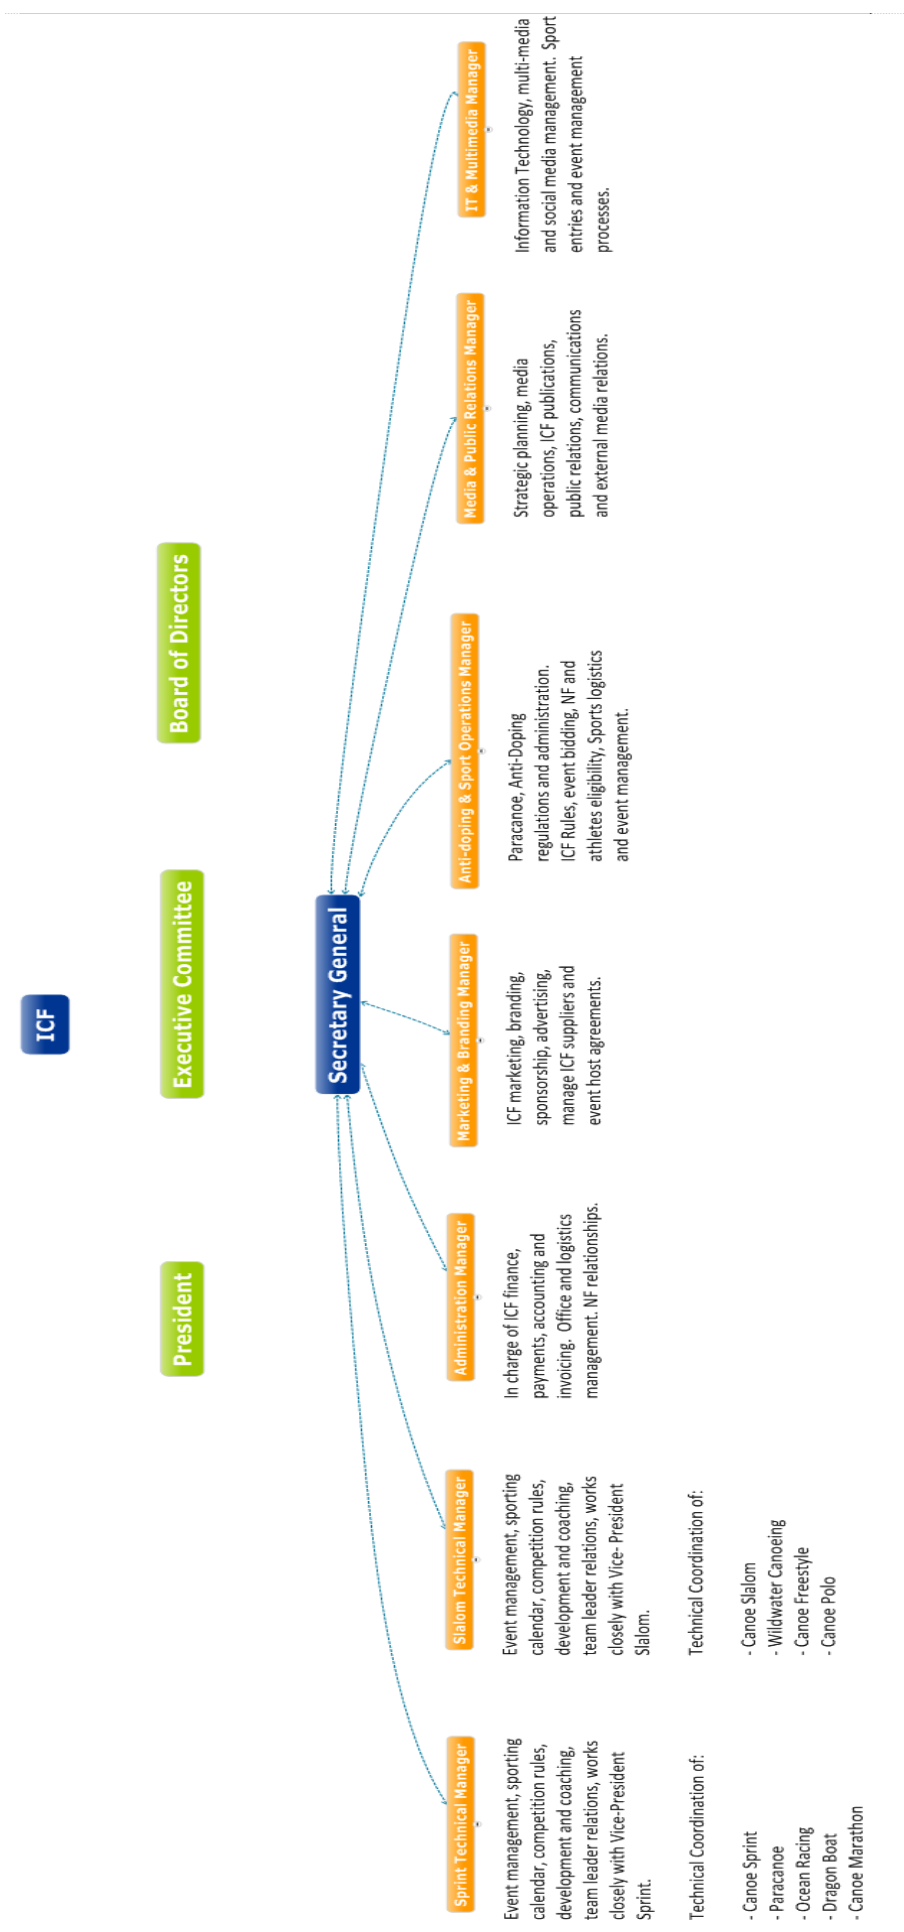 ICF
President
Executive Committee
Board of Directors
Secretary General
Sprint Technical Manager
Event management, sporting
calendar, competition rules,
development and coaching,
team leader relations, works
closely with Vice-President
Sprint.
Technical Coordination of:
- Canoe Sprint
- Paracanoe
- Ocean Racing
- Dragon Boat
- Canoe Marathon
Slalom Technical Manager
Event management, sporting
calendar, competition rules,
development and coaching,
team leader relations, works
closely with Vice- President
Slalom.
Technical Coordination of:
- Canoe Slalom
- Wildwater Canoeing
- Canoe Freestyle
- Canoe Polo
Administration Manager
In charge of ICF finance,
payments, accounting and
invoicing. Office and logistics
management. NF relationships.
Marketing & Branding Manager
ICF marketing, branding,
sponsorship, advertising,
manage ICF suppliers and
event host agreements.
Anti-doping & Sport Operations Manager
Paracanoe, Anti-Doping
regulations and administration.
ICF Rules, event bidding, NF and
athletes eligibility, Sports logistics
and event management.
Media & Public Relations Manager
Strategic planning, media
operations, ICF publications,
public relations, communications
and external media relations.
IT & Multimedia Manager
Information Technology, multi-media
and social media management. Sport
entries and event management
processes.